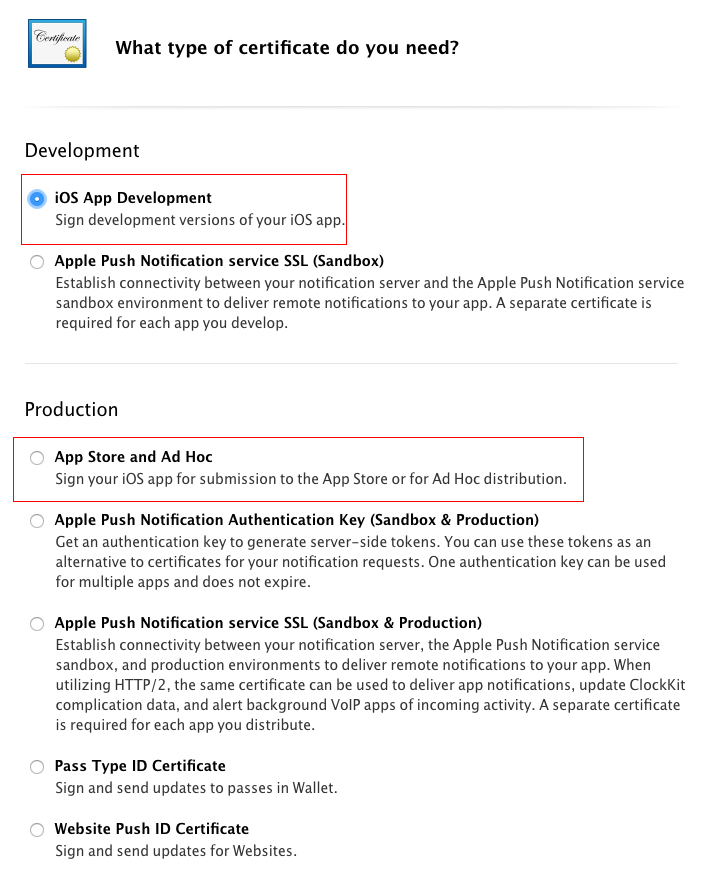 Certificate
What type of certificate do you need?
Development
iOS App Development
Sign development versions of your iOS app.
Apple Push Notification service SSL (Sandbox)
Establish connectivity between your notification server and the Apple Push Notification service
sandbox environment to deliver remote notifications to your app. A separate certificate is
required for each app you develop.
Production
App Store and Ad Hoc
Sign your iOS app for submission to the App Store or for Ad Hoc distribution.
Apple Push Notification Authentication Key (Sandbox & Production)
Get an authentication key to generate server-side tokens. You can use these tokens as an
alternative to certificates for your notification requests. One authentication key can be used
for multiple apps and does not expire.
Apple Push Notification service SSL (Sandbox & Production)
Establish connectivity between your notification server, the Apple Push Notification service
sandbox, and production environments to deliver remote notifications to your app. When
utilizing HTTP/2, the same certificate can be used to deliver app notifications, update ClockKit
complication data, and alert background VoIP apps of incoming activity. A separate certificate
is required for each app you distribute.
Pass Type ID Certificate
Sign and send updates to passes in Wallet.
Website Push ID Certificate
Sign and send updates for Websites.